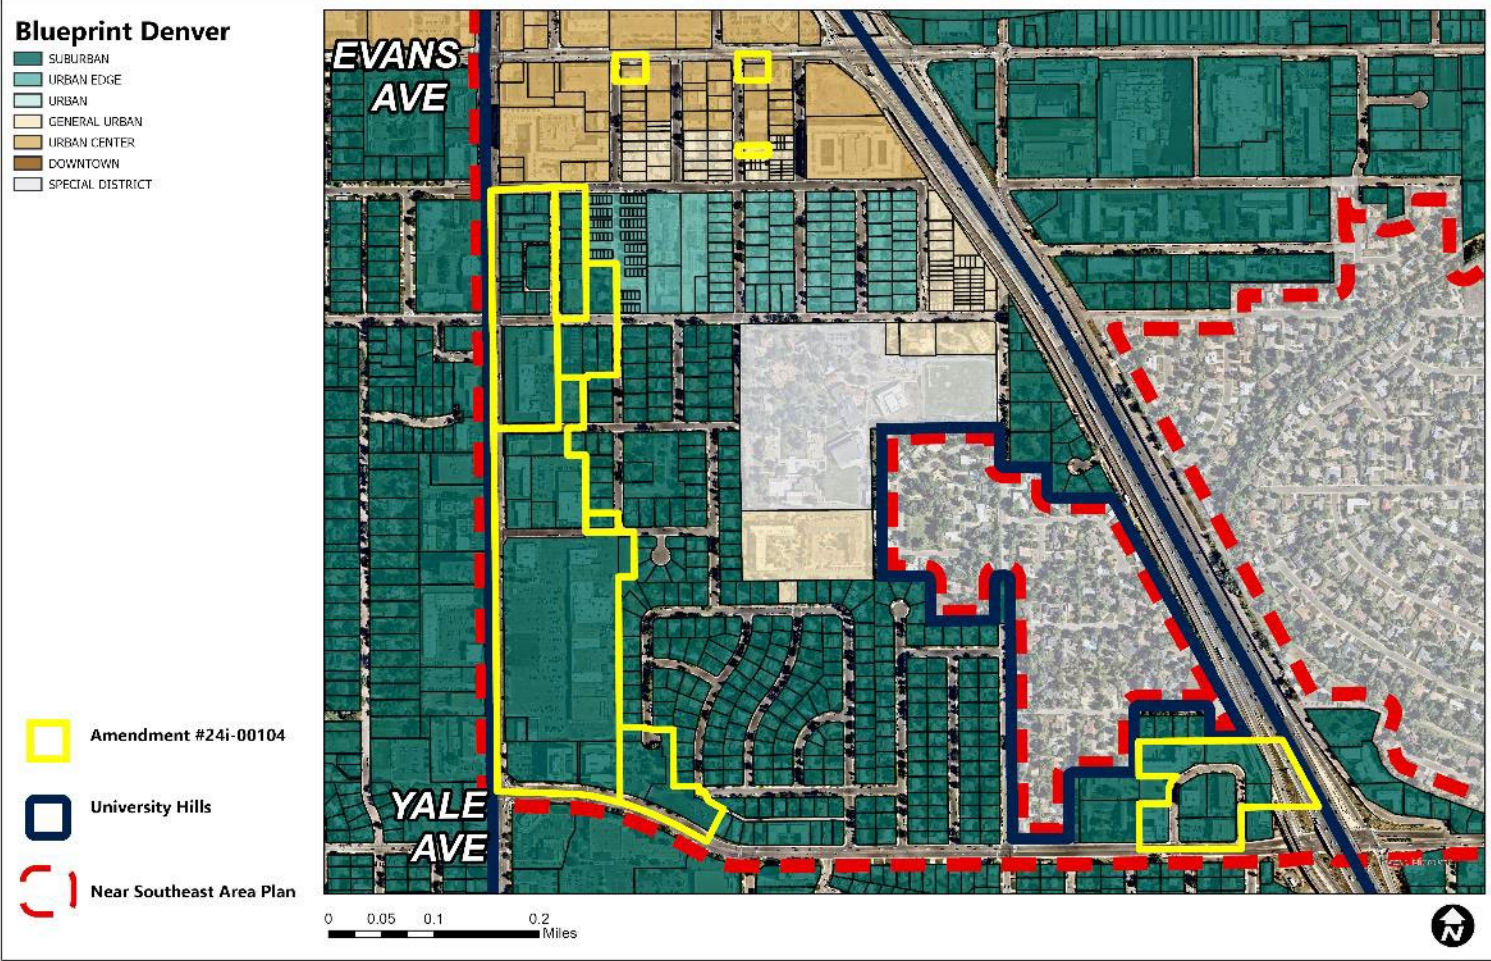 Blueprint Denver
SUBURBAN
URBAN EDGE
URBAN
GENERAL URBAN
URBAN CENTER
DOWNTOWN
SPECIAL DISTRICT
EVANS
AVE
YALE
AVE
Amendment #24i-00104
University Hills
Near Southeast Area Plan
0 0.05 0.1 0.2
Miles
N